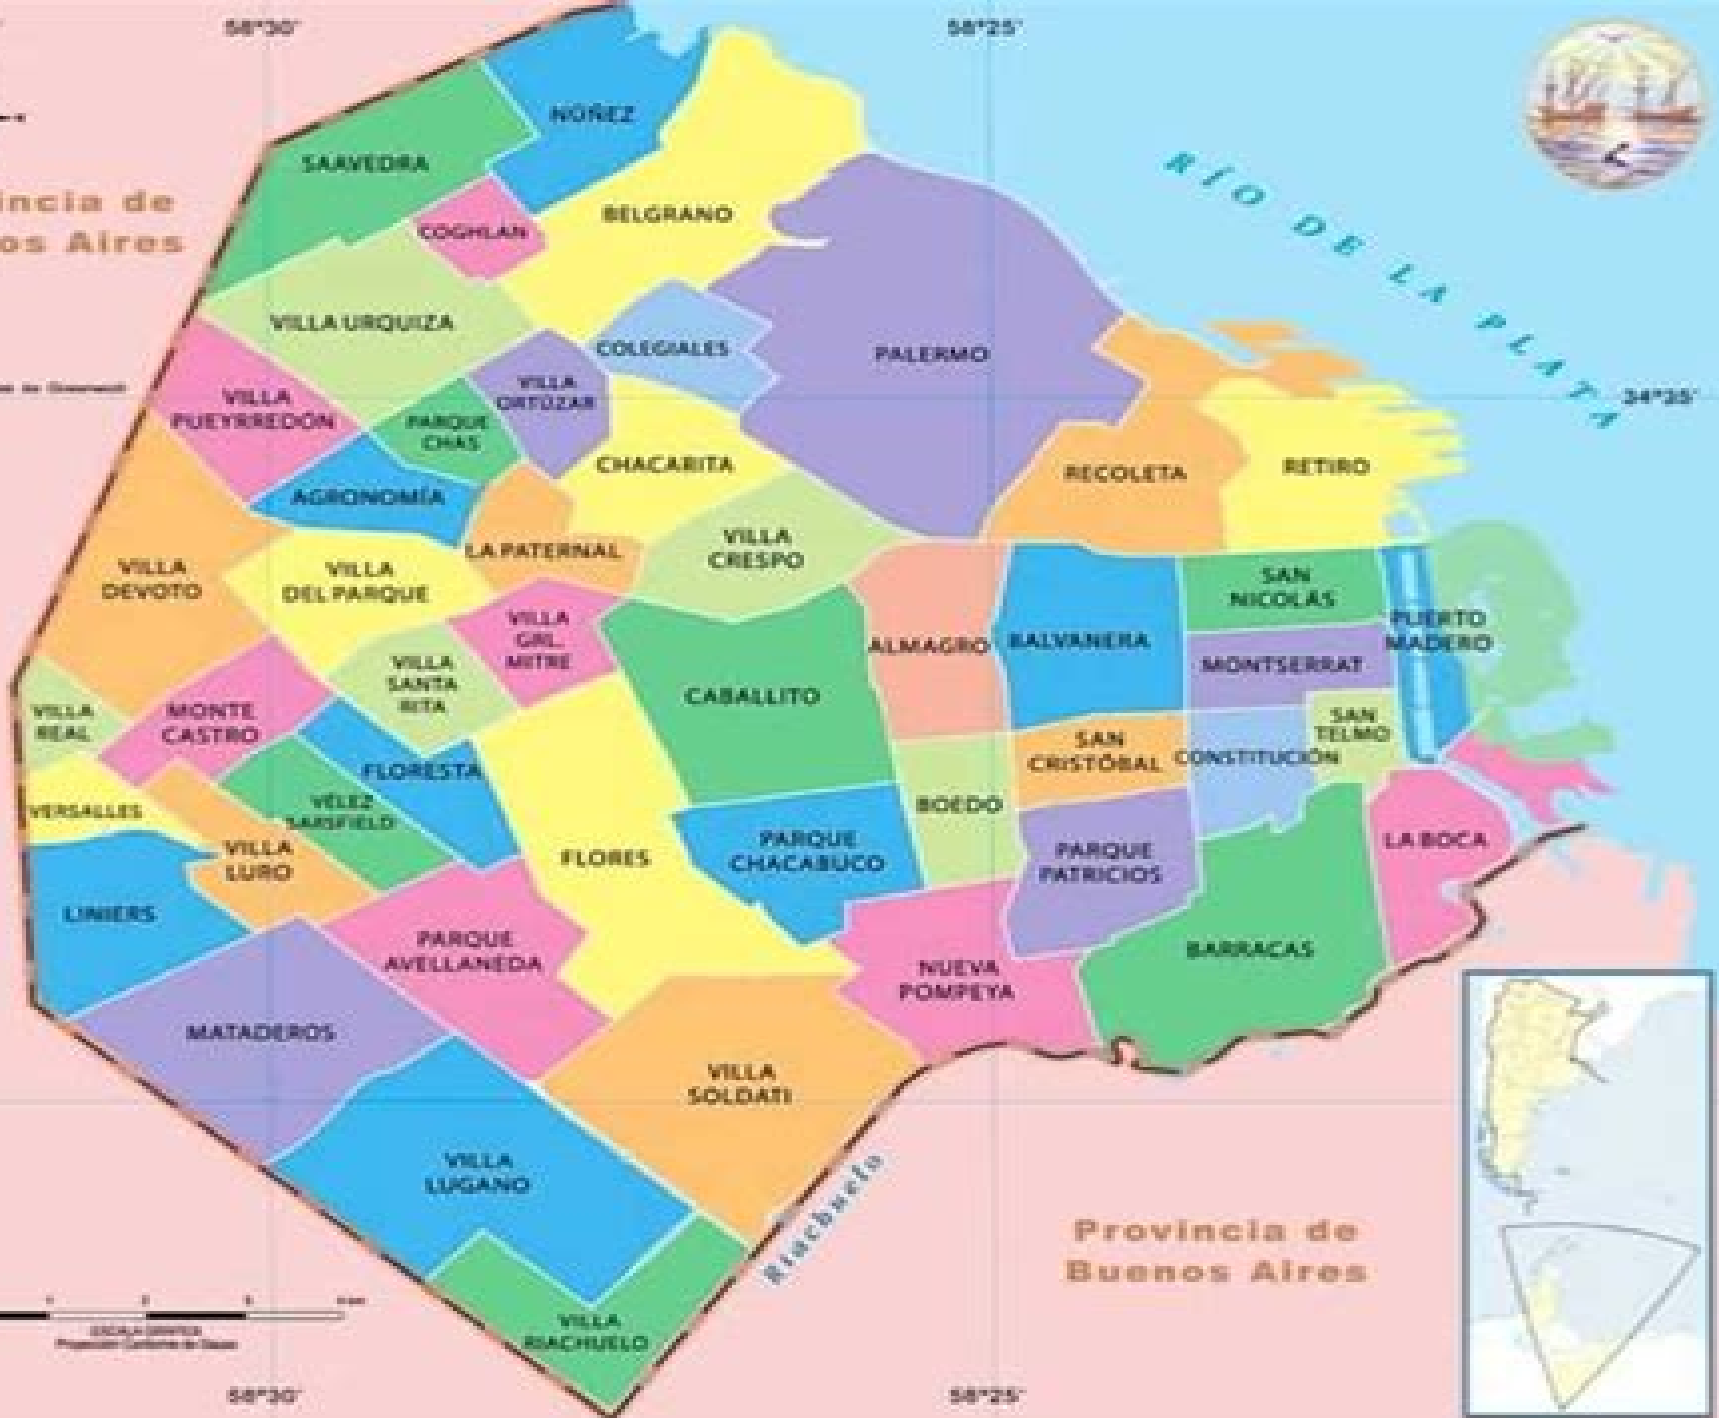 58°30'
58°25'
NÚÑEZ
SAAVEDRA
incia de
os Aires
BELGRANO
COGHLAN
RÍO DE LA PLATA
VILLA URQUIZA
COLEGIALES
PALERMO
VILLA
ORTÚZAR
VILLA
PUEYRREDÓN
34°35'
PARQUE
CHAS
CHACARITA
RECOLETA
RETIRO
AGRONOMÍA
VILLA
CRESPO
LA PATERNAL
VILLA
DEVOTO
VILLA
DEL PARQUE
SAN
NICOLÁS
VILLA
GRL.
MITRE
PUERTO
MADERO
ALMAGRO
BALVANERA
MONTSERRAT
VILLA
SANTA
RITA
CABALLITO
VILLA
REAL
MONTE
CASTRO
SAN
TELMO
SAN
CRISTÓBAL
CONSTITUCIÓN
FLORESTA
VERSALLES
VÉLEZ
SARSFIELD
BOEDO
LA BOCA
VILLA
LURO
FLORES
PARQUE
CHACABUCO
PARQUE
PATRICIOS
LINIERS
PARQUE
AVELLANEDA
BARRACAS
NUEVA
POMPEYA
MATADEROS
VILLA
SOLDATI
VILLA
LUGANO
Riachuelo
Provincia de
Buenos Aires
ESCALA GRÁFICA
VILLA
RIACHUELO
58°30'
58°25'